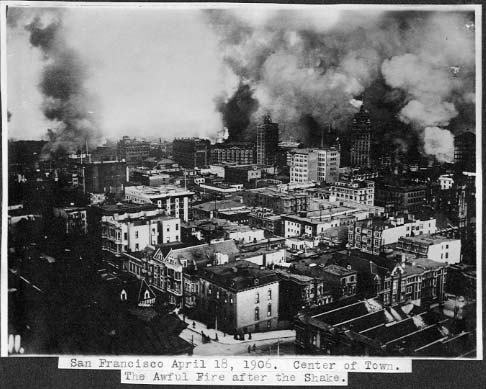 San Francisco April 18, 1906. Center of Town.
The Awful Fire after the Shake.